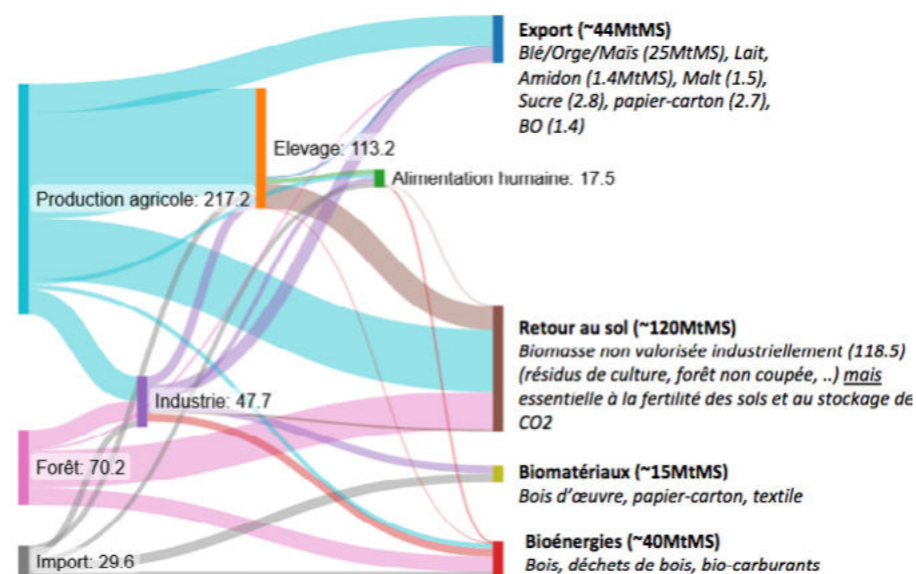 Export (~44MtMS)
Blé/Orge/Maïs (25MtMS), Lait,
Amidon (1.4MtMS), Malt (1.5),
Sucre (2.8), papier-carton (2.7),
BO (1.4)
Elevage: 113.2
Alimentation humaine: 17.5
Production agricole: 217.2
Retour au sol (~120MtMS)
Biomasse non valorisée industriellement (118.5)
(résidus de culture, forêt non coupée, ..) mais
essentielle à la fertilité des sols et au stockage de
CO2
Industrie: 47.7
Forêt: 70.2
Biomatériaux (~15MtMS)
Bois d'œuvre, papier-carton, textile
Import: 29.6
Bioénergies (~40MtMS)
Bois, déchets de bois, bio-carburants